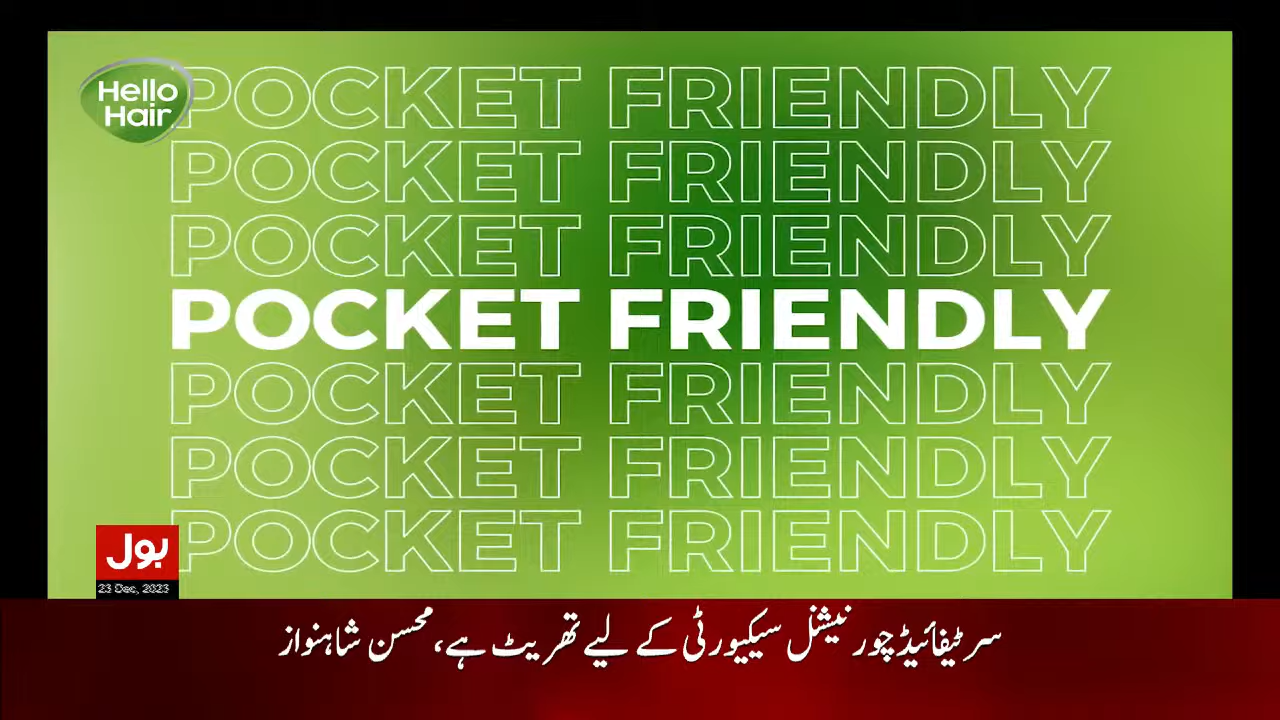 Hello
Hair
POCKET FRIENDLY
POCKET FRIENDLY
POCKET FRIENDLY
POCKET FRIENDLY
POCKET FRIENDLY
POCKET FRIENDLY
POCKET FRIENDLY
بول
23 Dec, 2023
سرٹیفائیڈ چور نیشنل سیکیورٹی کے لیے تھریٹ ہے، محسن شاہنواز